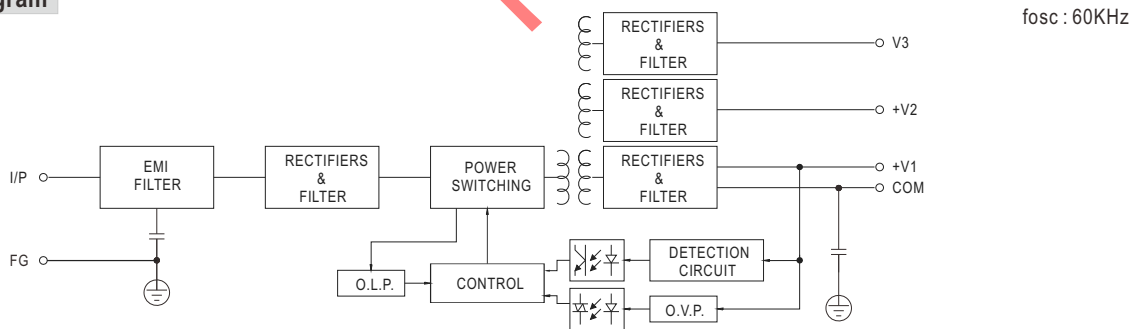 gram
fosc : 60KHz
RECTIFIERS
&
FILTER
V3
RECTIFIERS
&
FILTER
+V2
I/P
EMI
FILTER
RECTIFIERS
&
FILTER
POWER
SWITCHING
RECTIFIERS
&
FILTER
+V1
COM
FG
O.L.P.
CONTROL
DETECTION
CIRCUIT
O.V.P.